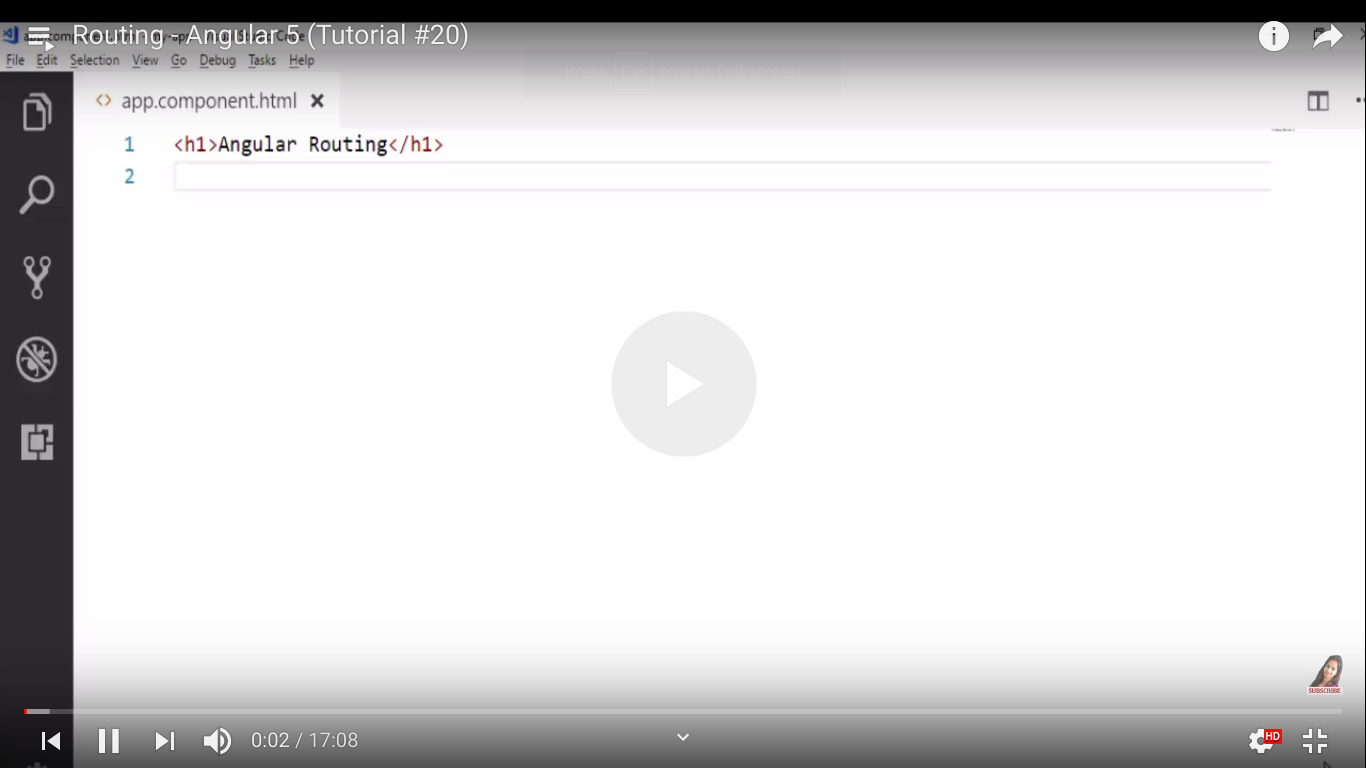 Routing - Angular 5 (Tutorial #20)
File Edit Selection View Go Debug Tasks Help
Press Esc to exit full screen
<> app.component.html ×
1 <h1>Angular Routing</h1>
2
SUBSCRIBE
0:02 / 17:08
HD